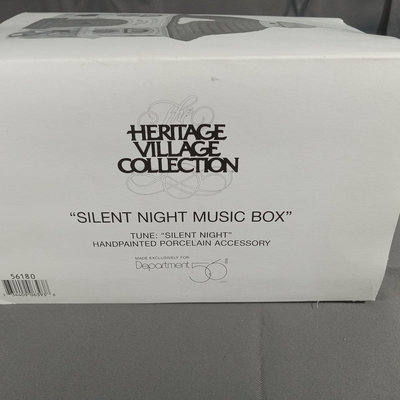 The
HERITAGE
VILLAGE
COLLECTION
"SILENT NIGHT MUSIC BOX"
TUNE: "SILENT NIGHT"
HANDPAINTED PORCELAIN ACCESSORY
MADE EXCLUSIVELY FOR
Department 56
56180